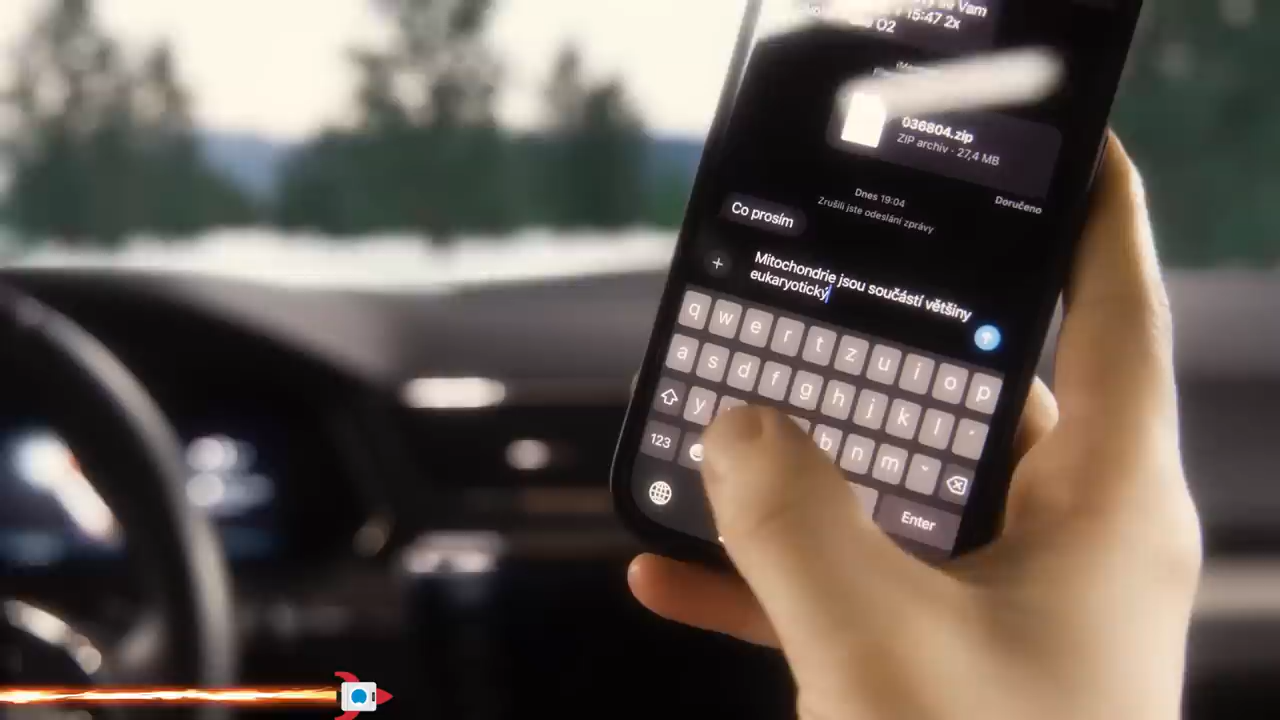 Vam
15:47 2x
O2
036804.zip
ZIP archiv · 27,4 MB
Doručeno
Dnes 19:04
Zrušili jste odeslání zprávy
Co prosím
+
Mitochondrie jsou součástí většiny
eukaryotický
q w e r t z u i o p
a s d f g h j k l ´
y b n m ˇ
123
Enter